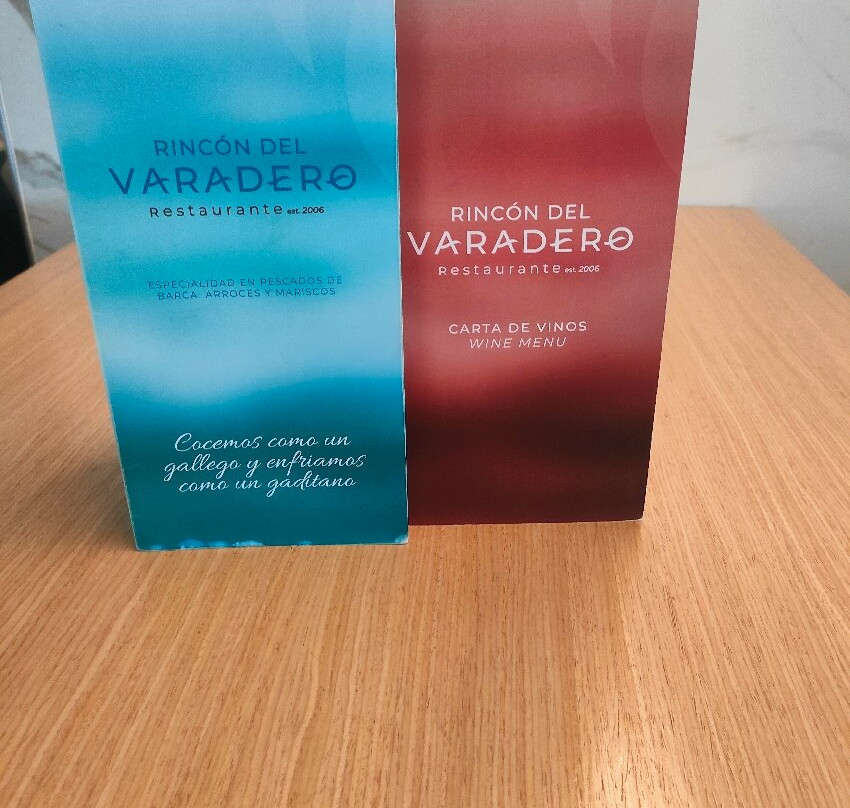 RINCÓN DEL
VARADERO
Restaurante est. 2006
ESPECIALIDAD EN PESCADOS DE
BARCA, ARROCES Y MARISCOS
Cocemos como un
gallego y enfriamos
como un gaditano
RINCÓN DEL
VARADERO
Restaurante est. 2006
CARTA DE VINOS
WINE MENU